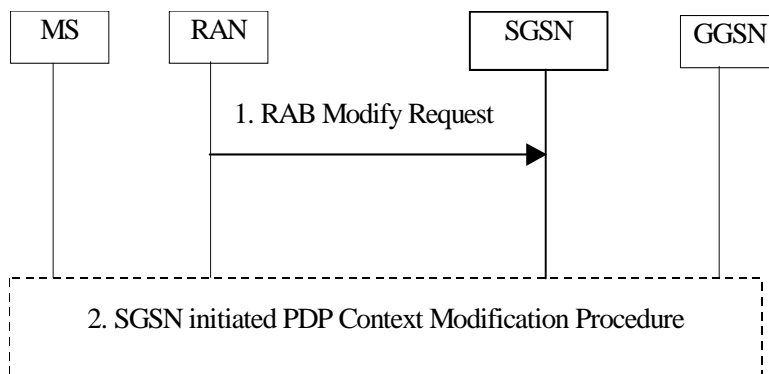 MS RAN SGSN GGSN
1. RAB Modify Request
2. SGSN initiated PDP Context Modification Procedure